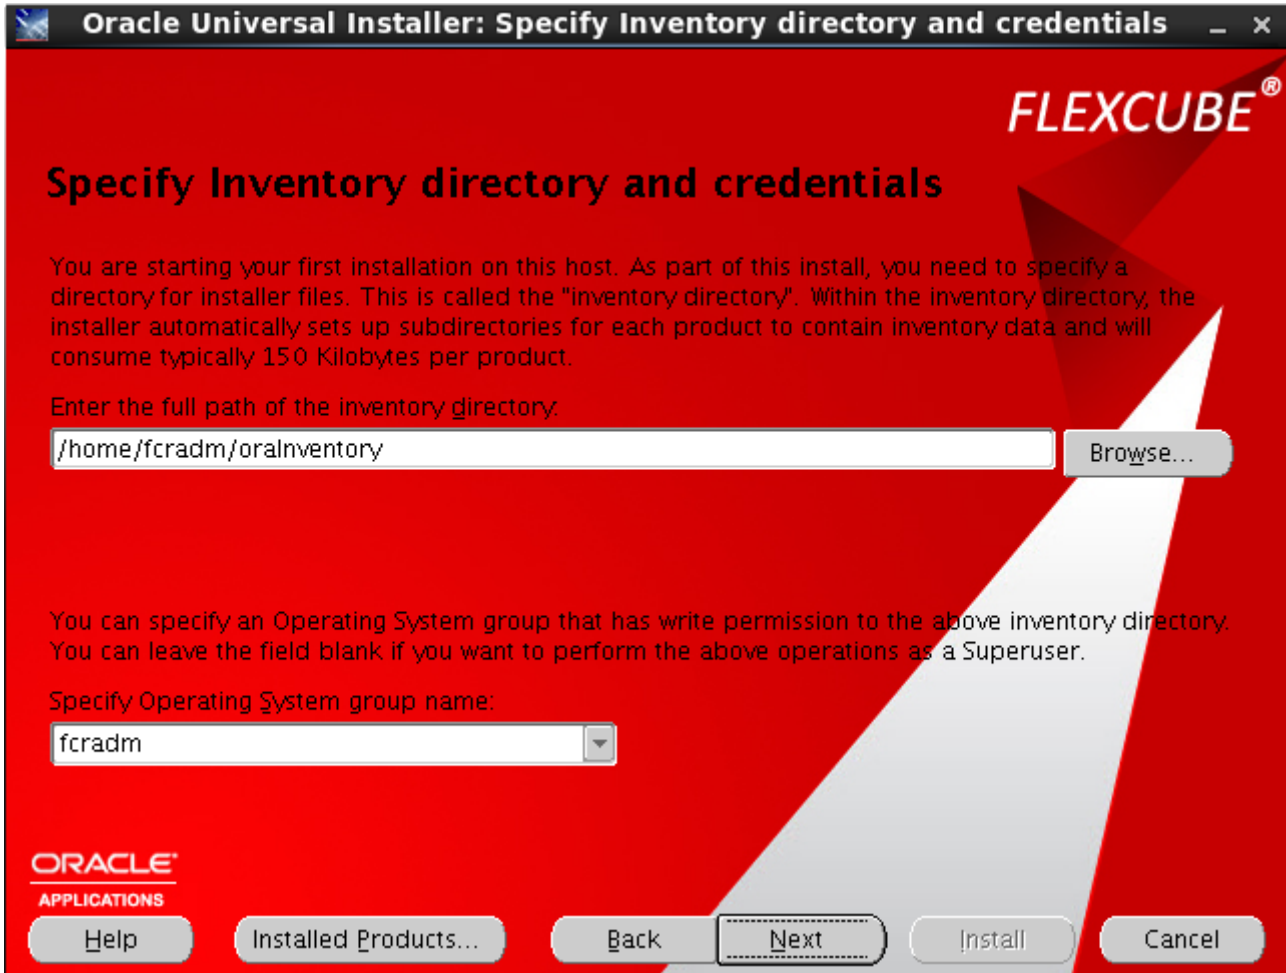 Oracle Universal Installer: Specify Inventory directory and credentials
FLEXCUBE®
Specify Inventory directory and credentials
You are starting your first installation on this host. As part of this install, you need to specify a
directory for installer files. This is called the "inventory directory". Within the inventory directory, the
installer automatically sets up subdirectories for each product to contain inventory data and will
consume typically 150 Kilobytes per product.
Enter the full path of the inventory directory:
/home/fcradm/oraInventory
Browse...
You can specify an Operating System group that has write permission to the above inventory directory.
You can leave the field blank if you want to perform the above operations as a Superuser.
Specify Operating System group name:
fcradm
ORACLE®
APPLICATIONS
Help
Installed Products...
Back
Next
Install
Cancel